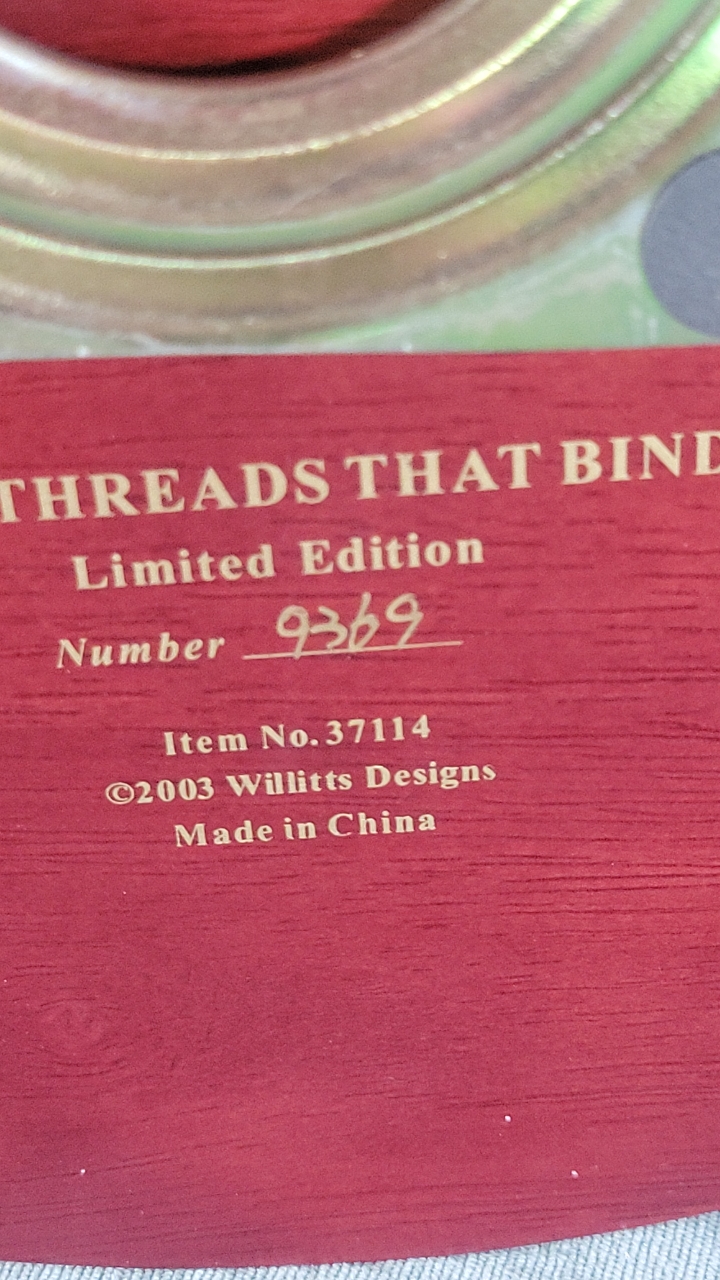 THREADS THAT BIND
Limited Edition
Number 9369
Item No. 37114
©2003 Willitts Designs
Made in China